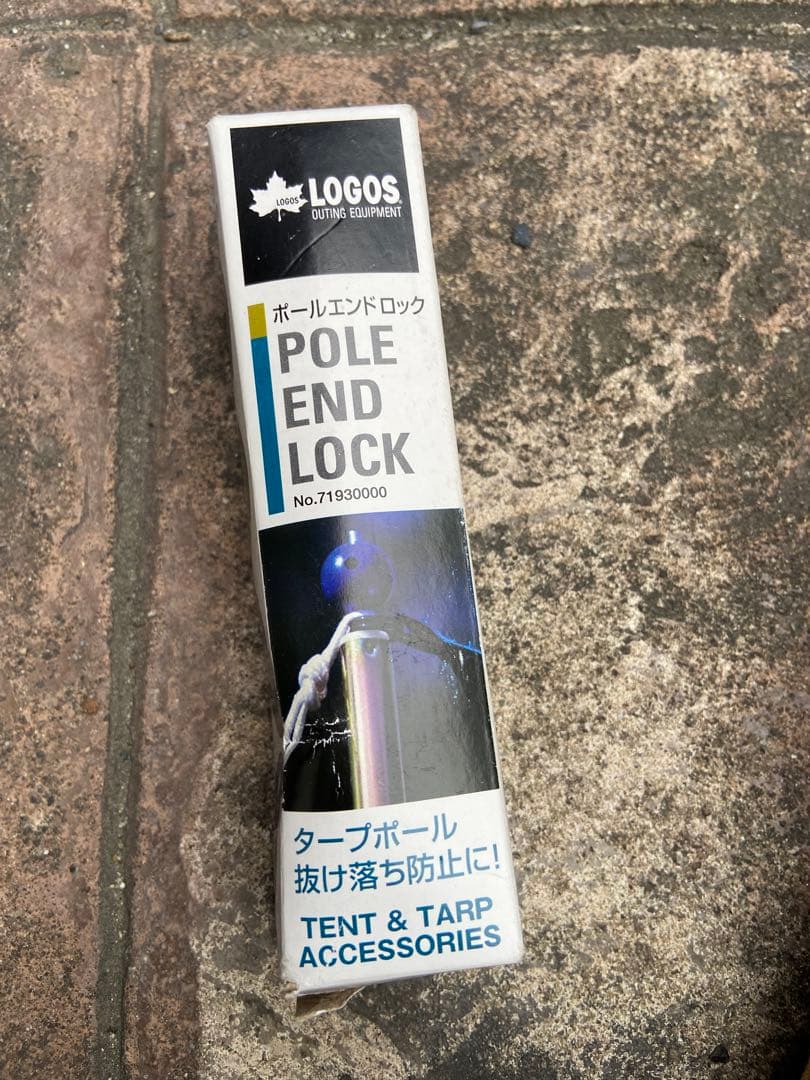 LOGOS
LOGOS
OUTING EQUIPMENT
ポールエンドロック
POLE
END
LOCK
No.71930000
タープポール
抜け落ち防止に!
TENT & TARP
ACCESSORIES